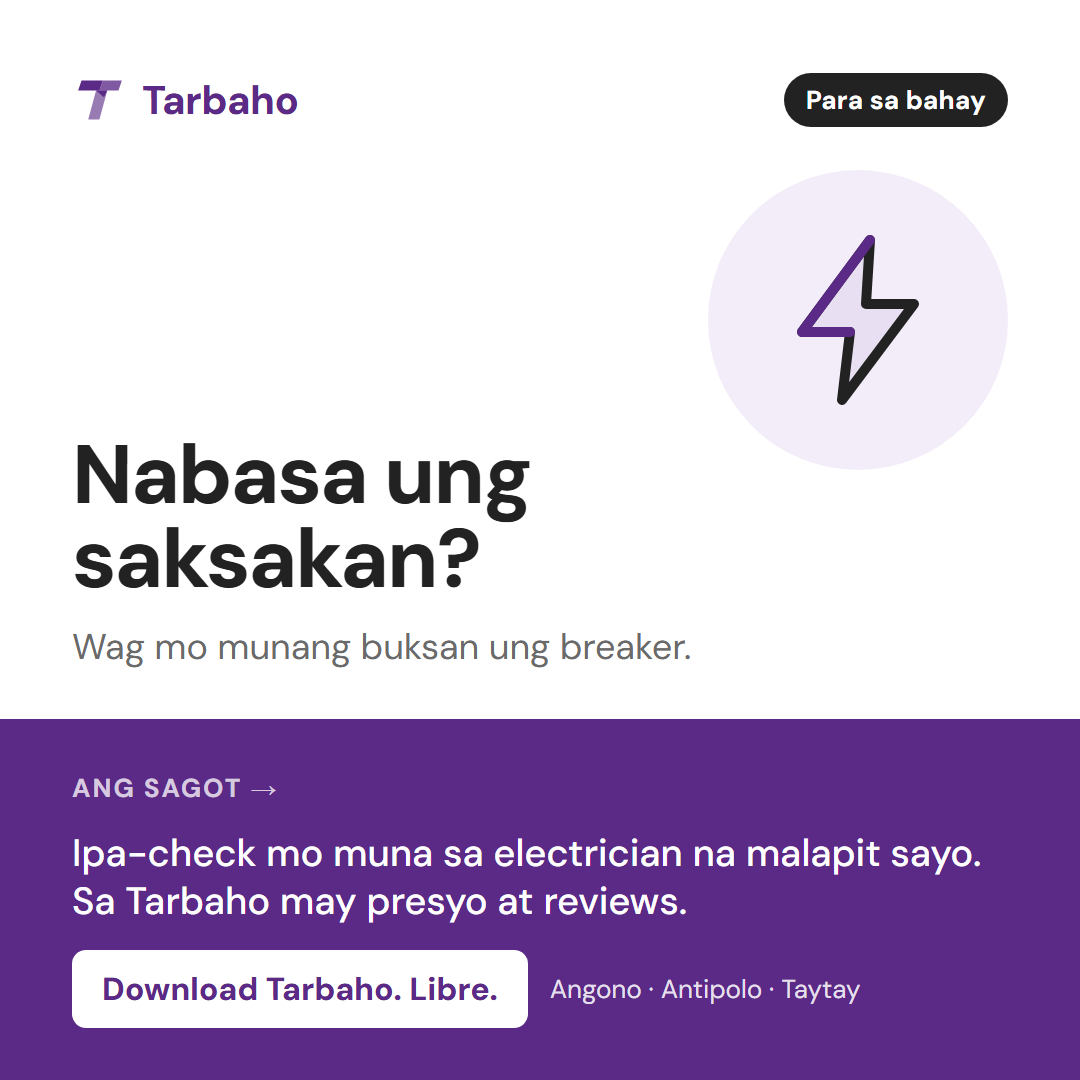 Tarbaho
Para sa bahay
Nabasa ung
saksakan?
Wag mo munang buksan ung breaker.
ANG SAGOT →
Ipa-check mo muna sa electrician na malapit sayo.
Sa Tarbaho may presyo at reviews.
Download Tarbaho. Libre.
Angono · Antipolo · Taytay